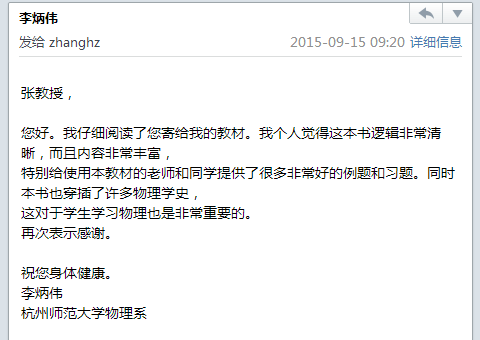 李炳伟
发给 zhanghz
2015-09-15 09:20 详细信息
张教授，
您好。我仔细阅读了您寄给我的教材。我个人觉得这本书逻辑非常清
晰，而且内容非常丰富，
特别给使用本教材的老师和同学提供了很多非常好的例题和习题。同时
本书也穿插了许多物理学史，
这对于学生学习物理也是非常重要的。
再次表示感谢。
祝您身体健康。
李炳伟
杭州师范大学物理系